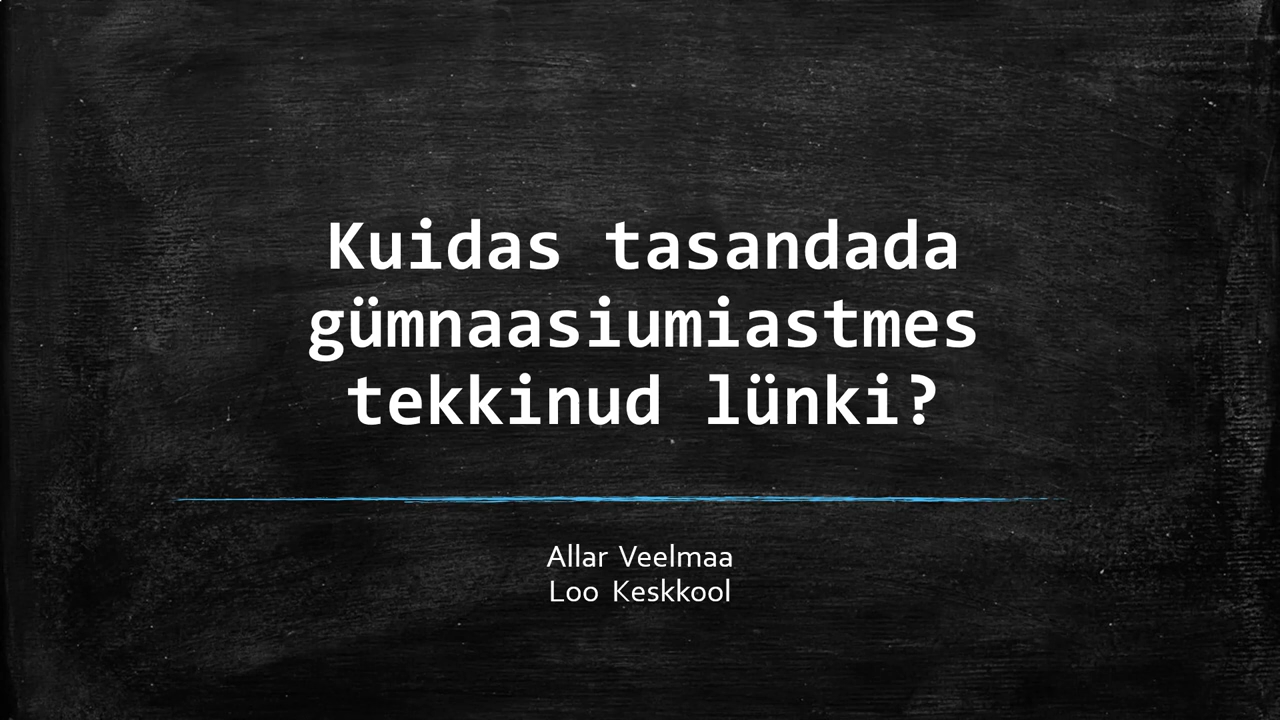 Kuidas tasandada
gümnaasiumiastmes
tekkinud lünki?
Allar Veelmaa
Loo Keskkool